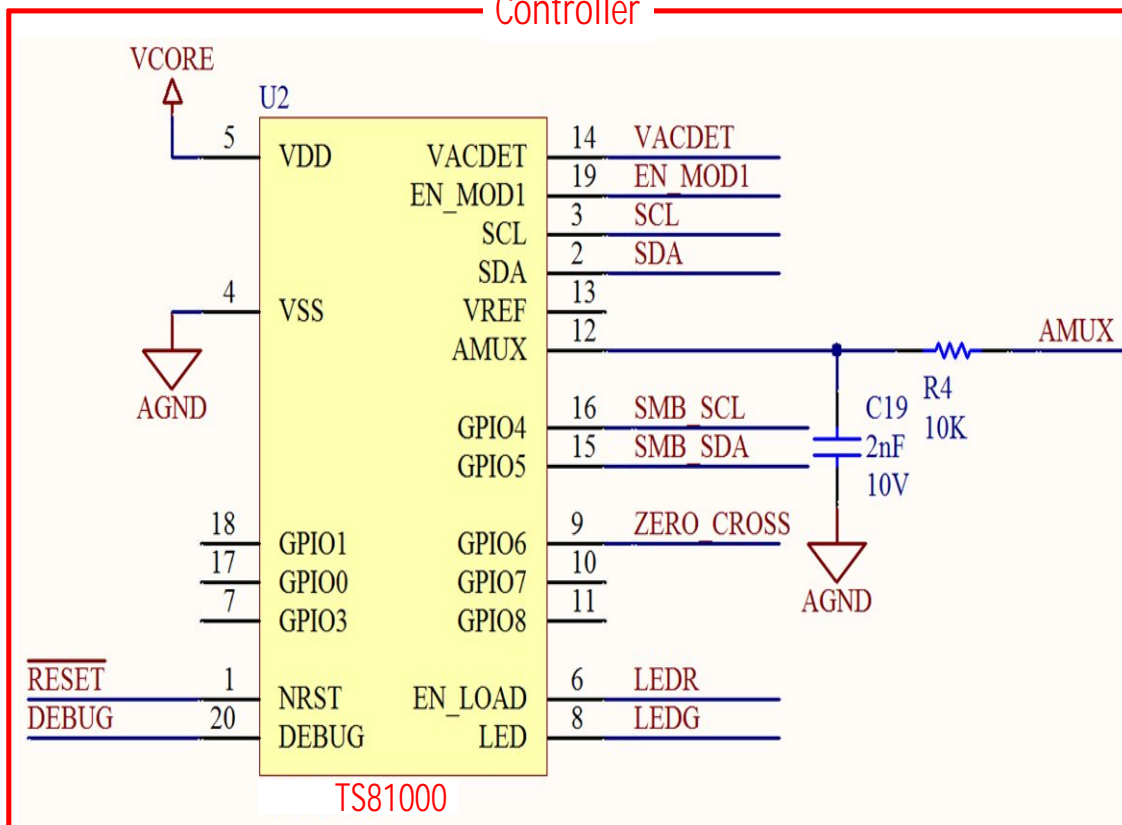 Controller
VCORE
U2
5 VDD VACDET 14 VACDET
EN_MOD1 19 EN_MOD1
SCL 3 SCL
SDA 2 SDA
4 VSS VREF 13
AMUX 12 AMUX
AGND
R4
10K
GPIO4 16 SMB_SCL
GPIO5 15 SMB_SDA
C19
2nF
10V
18 GPIO1 GPIO6 9 ZERO_CROSS
17 GPIO0 GPIO7 10
7 GPIO3 GPIO8 11
AGND
RESET 1 NRST EN_LOAD 6 LEDR
DEBUG 20 DEBUG LED 8 LEDG
TS81000